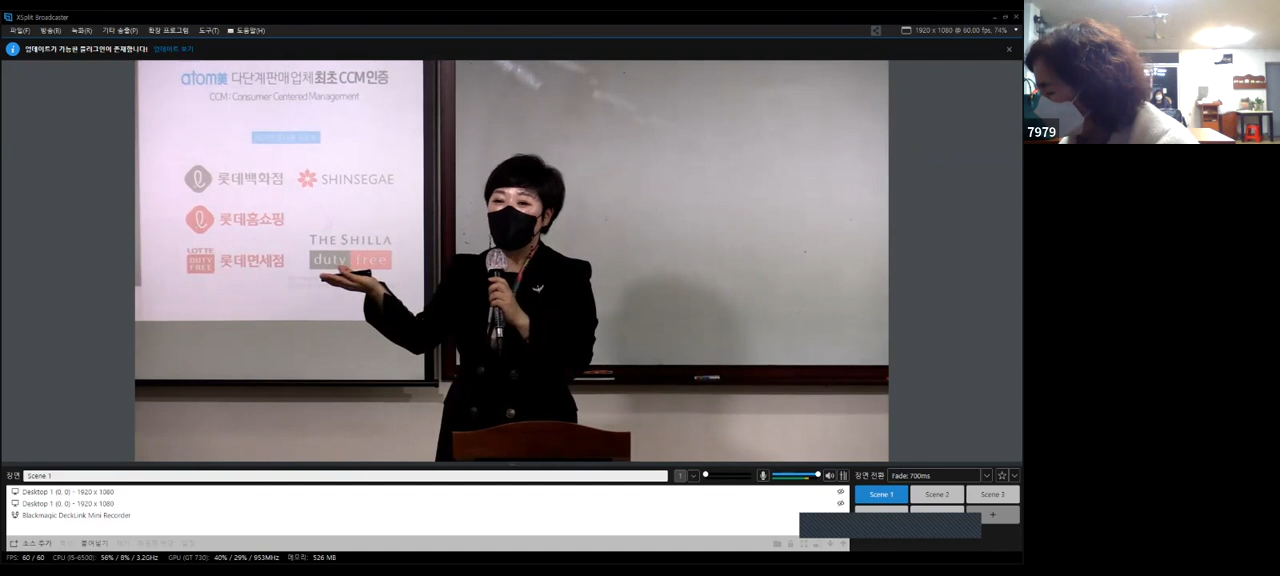 XSplit Broadcaster
파일(F) 방송(B) 녹화(R) 기타 송출(P) 확장 프로그램 도구(T) 도움말(H)
1920 x 1080 @ 60.00 fps, 74%
업데이트가 가능한 플러그인이 존재합니다! 업데이트 보기
atom美 다단계판매업체 최초 CCM 인증
CCM : Consumer Centered Management
롯데백화점 SHINSEGAE
롯데홈쇼핑
THE SHILLA
duty free
LOTTE DUTY FREE 롯데면세점
7979
장면 Scene 1
장면 전환 Fade: 700ms
Desktop 1 (0, 0) - 1920 x 1080
Desktop 1 (0, 0) - 1920 x 1080
Blackmagic DeckLink Mini Recorder
Scene 1 Scene 2 Scene 3
소스 추가 붙여넣기
FPS: 60 / 60 CPU (i5-6500): 56% / 8% / 3.2GHz GPU (GT 730): 40% / 29% / 953MHz 메모리: 526 MB